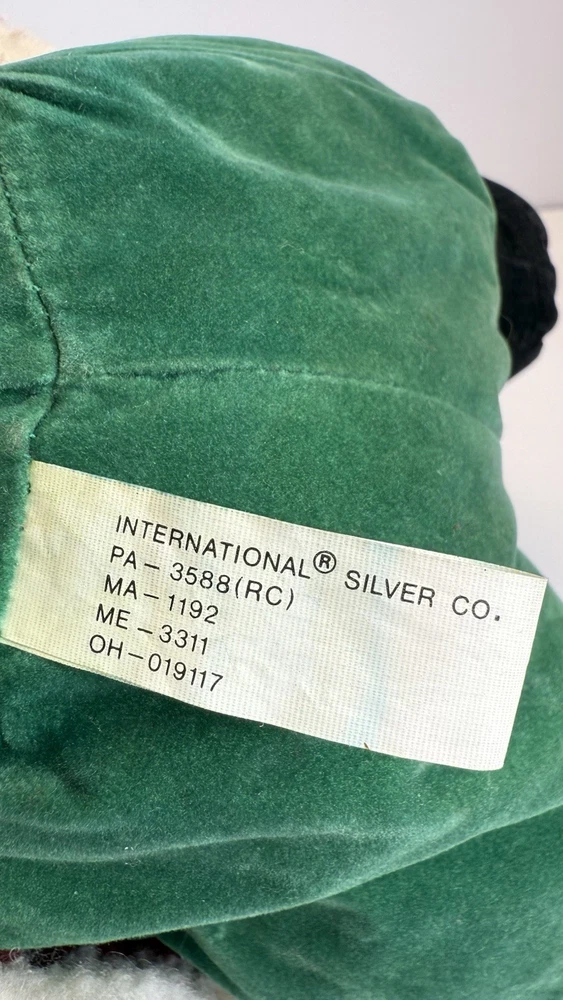 INTERNATIONAL® SILVER CO.
PA – 3588(RC)
MA – 1192
ME – 3311
OH – 019117